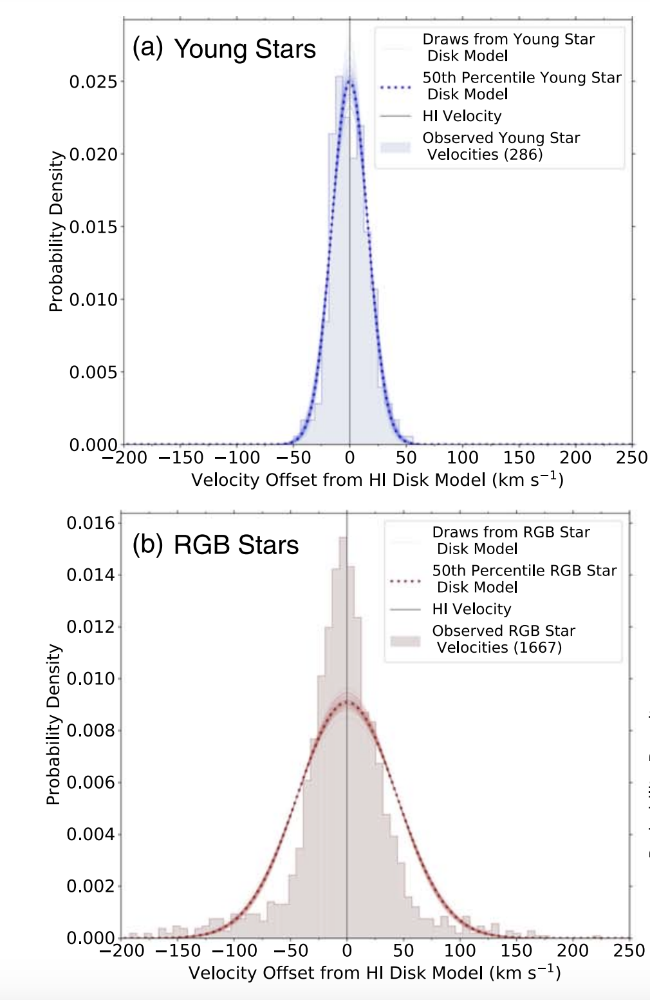 (a) Young Stars
Draws from Young Star
Disk Model
50th Percentile Young Star
Disk Model
HI Velocity
Observed Young Star
Velocities (286)
Probability Density
0.025
0.020
0.015
0.010
0.005
0.000
−200 −150 −100 −50 0 50 100 150 200 250
Velocity Offset from HI Disk Model (km s⁻¹)
(b) RGB Stars
Draws from RGB Star
Disk Model
50th Percentile RGB Star
Disk Model
HI Velocity
Observed RGB Star
Velocities (1667)
Probability Density
0.016
0.014
0.012
0.010
0.008
0.006
0.004
0.002
0.000
−200 −150 −100 −50 0 50 100 150 200 250
Velocity Offset from HI Disk Model (km s⁻¹)